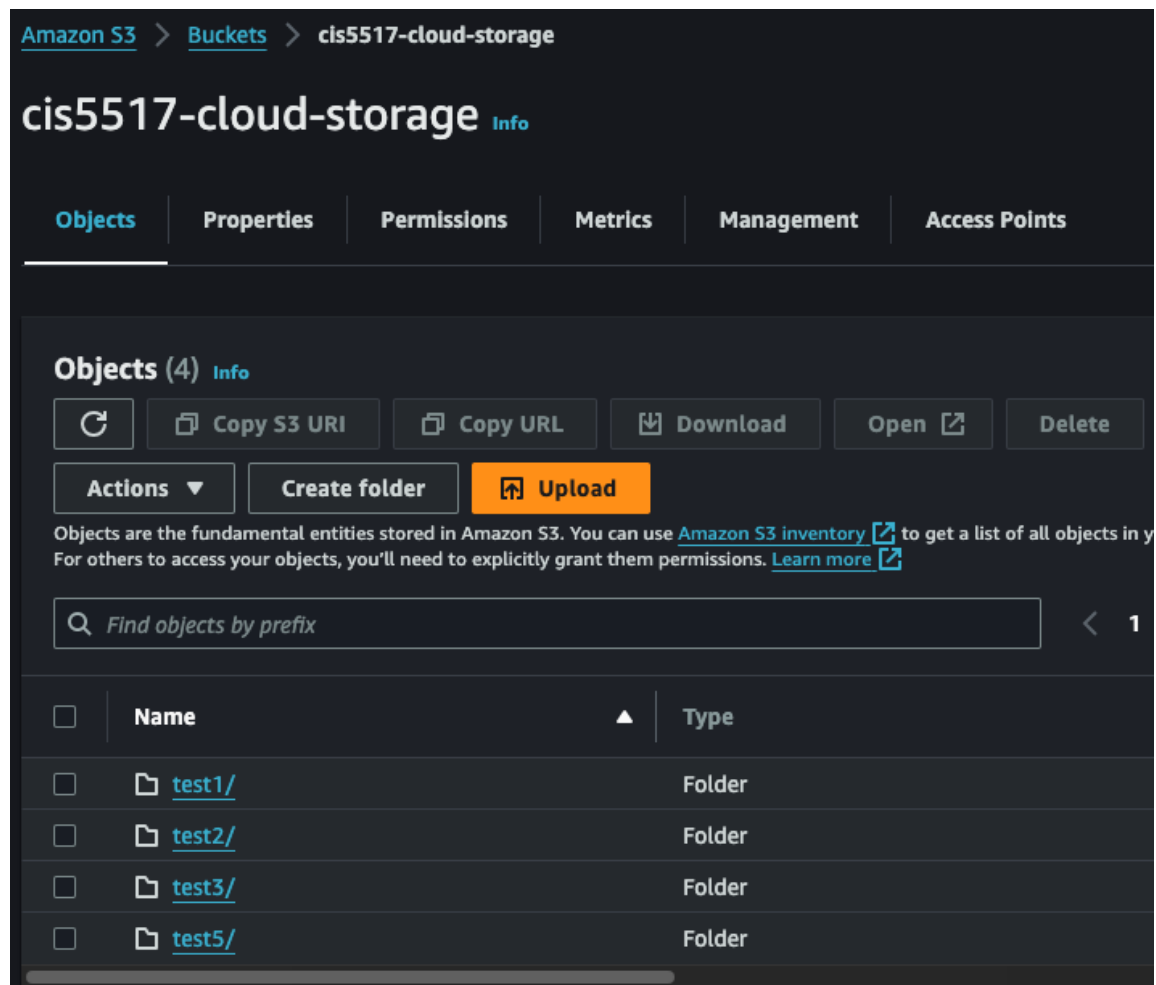 Amazon S3 > Buckets > cis5517-cloud-storage
cis5517-cloud-storage Info
Objects Properties Permissions Metrics Management Access Points
Objects (4) Info
Copy S3 URI Copy URL Download Open Delete
Actions Create folder Upload
Objects are the fundamental entities stored in Amazon S3. You can use Amazon S3 inventory to get a list of all objects in y
For others to access your objects, you'll need to explicitly grant them permissions. Learn more
Find objects by prefix 1
Name Type
test1/ Folder
test2/ Folder
test3/ Folder
test5/ Folder